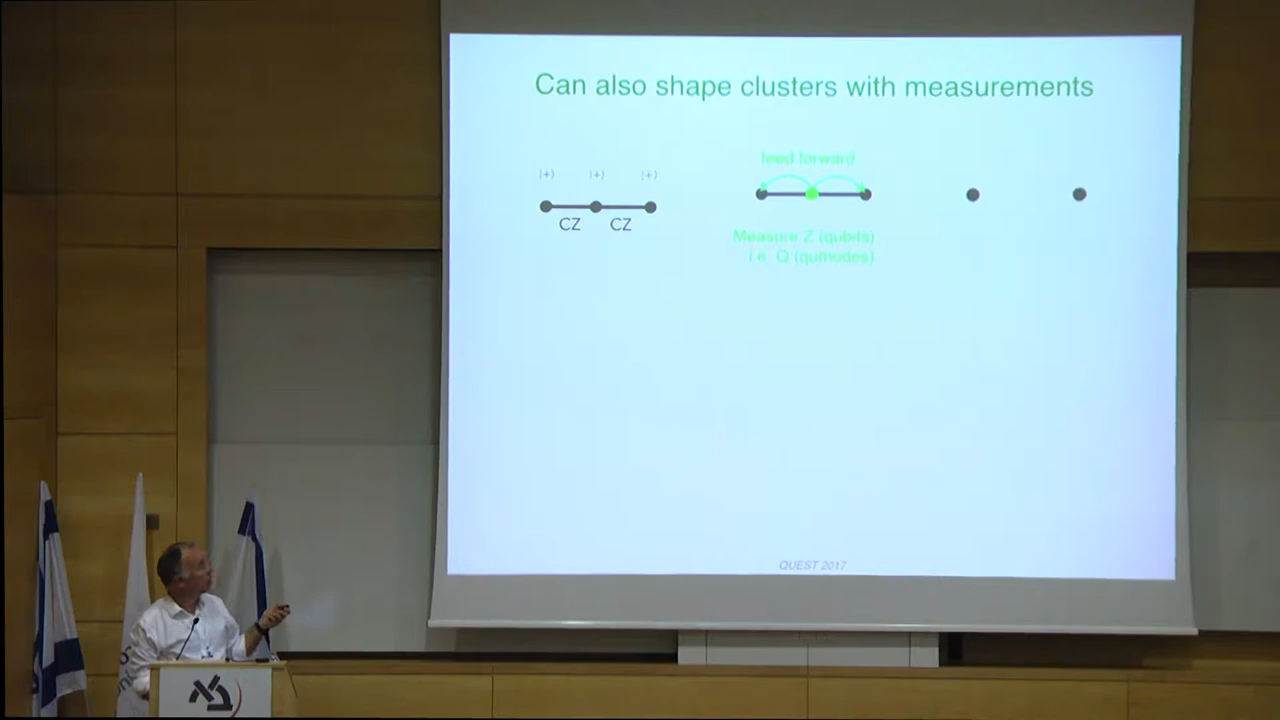 Can also shape clusters with measurements
|+⟩ |+⟩ |+⟩
CZ CZ
feed forward
Measure Z (qubits)
i.e. Q (qumodes)
QUEST 2017